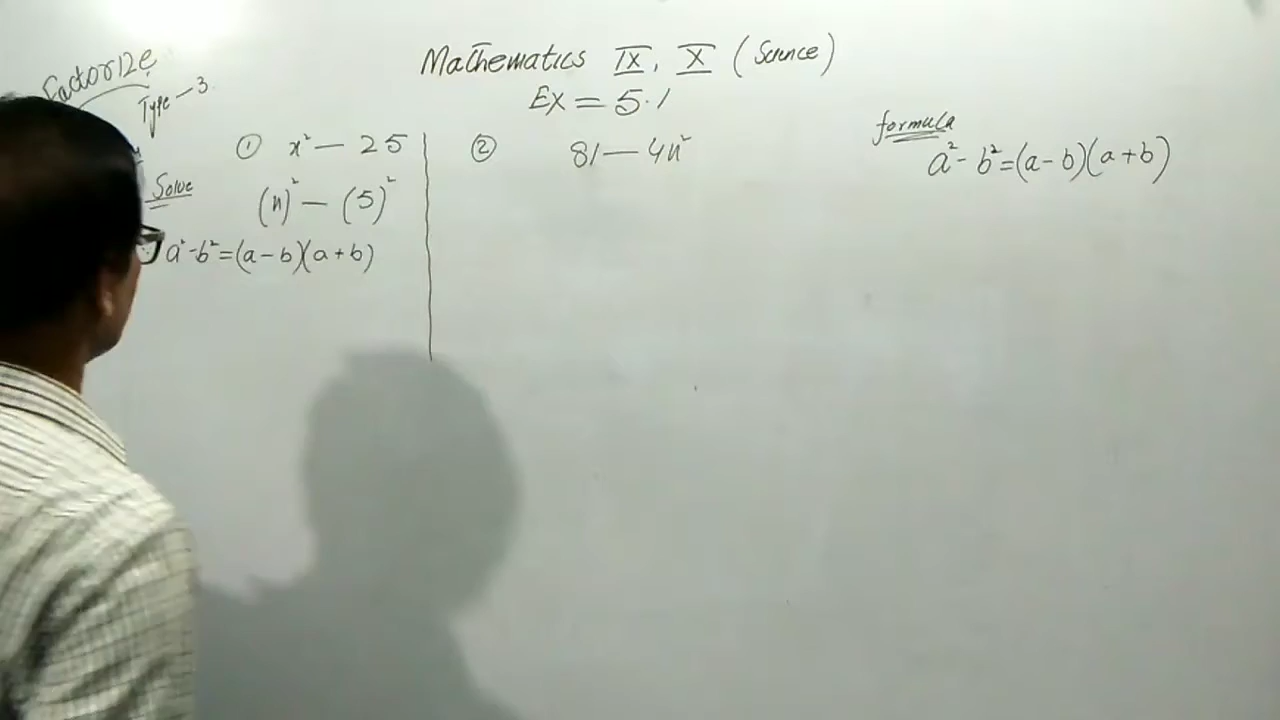 Factorize
Type - 3
Mathematics IX, X (Science)
Ex = 5.1
① x² - 25
② 81 - 4x²
formula
a² - b² = (a - b)(a + b)
Solve
(x)² - (5)²
a² - b² = (a - b)(a + b)